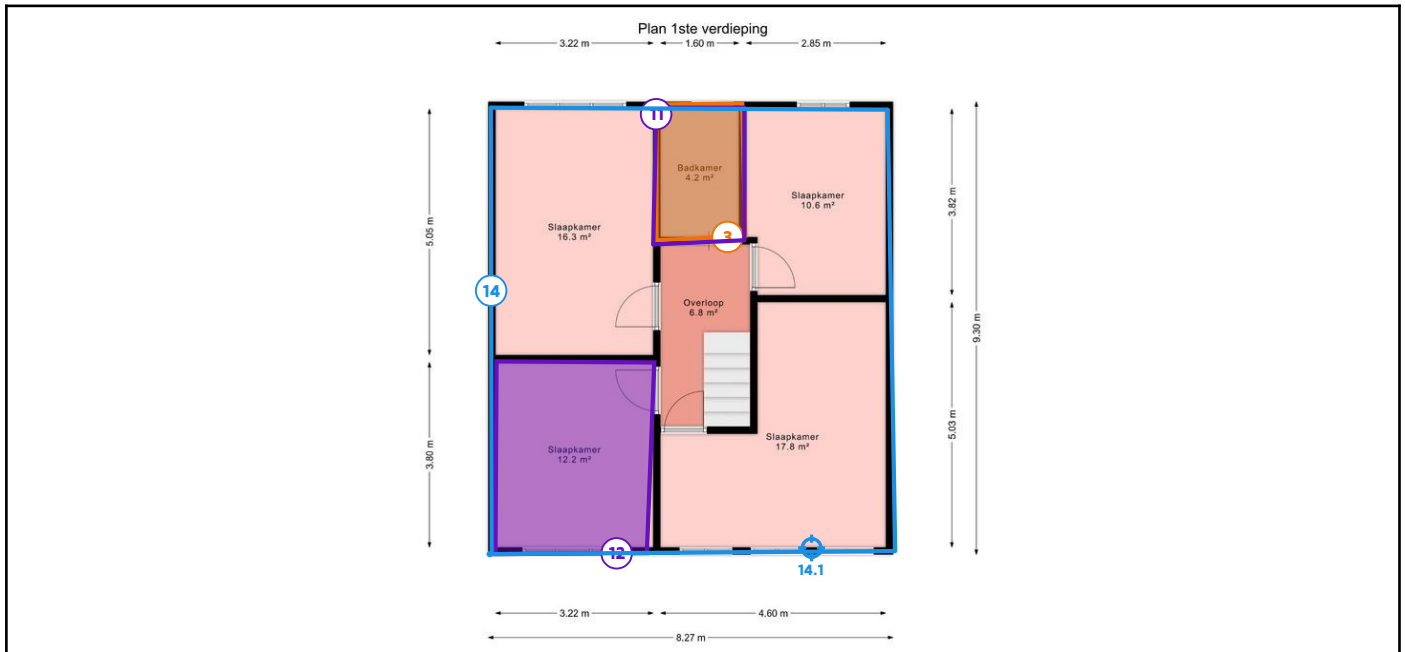 Plan 1ste verdieping
3.22 m
1.60 m
2.85 m
11
Badkamer
4.2 m²
Slaapkamer
10.6 m²
3.82 m
5.05 m
Slaapkamer
16.3 m²
3
14
Overloop
6.8 m²
9.30 m
3.80 m
Slaapkamer
12.2 m²
Slaapkamer
17.8 m²
5.03 m
12
14.1
3.22 m
4.60 m
8.27 m